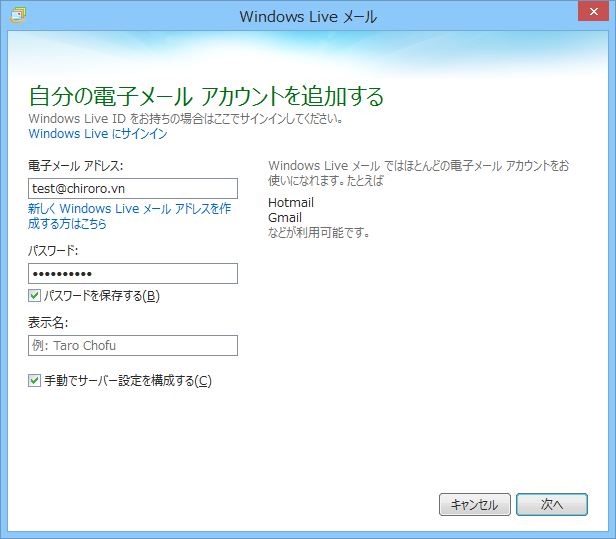 Windows Live メール
自分の電子メール アカウントを追加する
Windows Live ID をお持ちの場合はここでサインインしてください。
Windows Live にサインイン
電子メール アドレス:
test@chiroro.vn
新しく Windows Live メール アドレスを作
成する方はこちら
パスワード:
••••••••••
パスワードを保存する(B)
表示名:
例: Taro Chofu
手動でサーバー設定を構成する(C)
Windows Live メール ではほとんどの電子メール アカウントをお
使いになれます。たとえば
Hotmail
Gmail
などが利用可能です。
キャンセル
次へ